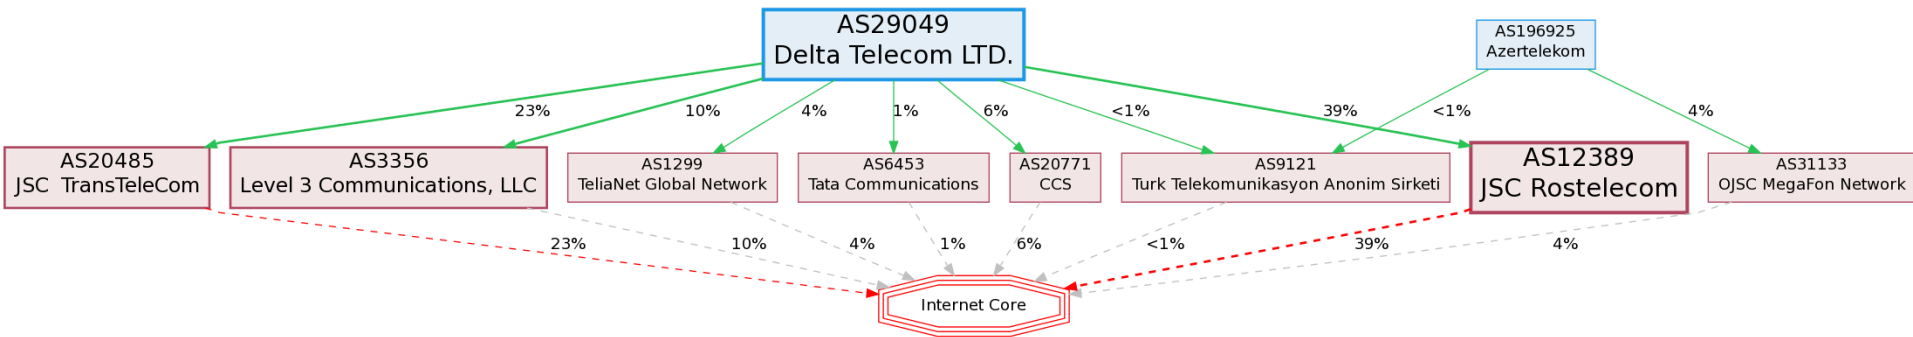 AS29049
Delta Telecom LTD.
AS196925
Azertelekom
23%
10%
4%
1%
6%
<1%
39%
<1%
4%
AS20485
JSC  TransTeleCom
AS3356
Level 3 Communications, LLC
AS1299
TeliaNet Global Network
AS6453
Tata Communications
AS20771
CCS
AS9121
Turk Telekomunikasyon Anonim Sirketi
AS12389
JSC Rostelecom
AS31133
OJSC MegaFon Network
23%
10%
4%
1%
6%
<1%
39%
4%
Internet Core